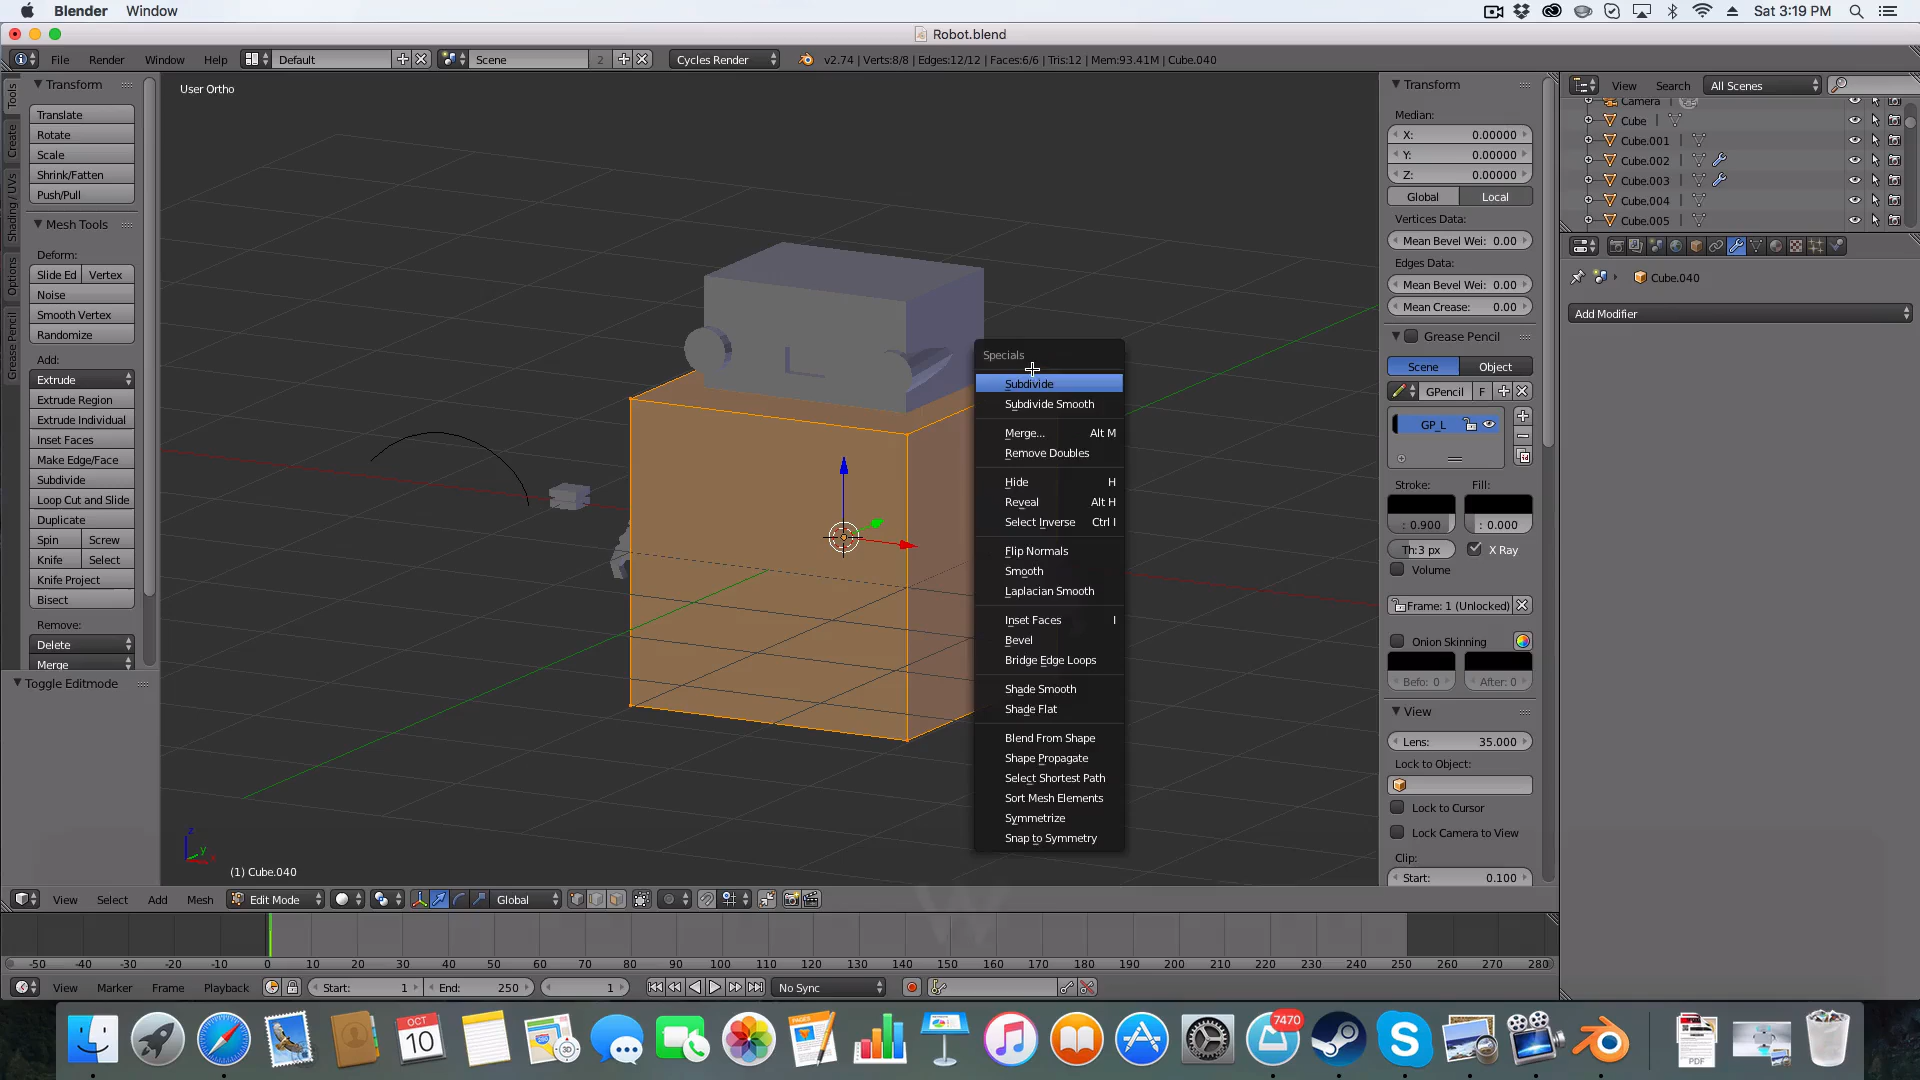 Blender Window Sat 3:19 PM
Robot.blend
File Render Window Help Default Scene 2 Cycles Render v2.74 | Verts:8/8 | Edges:12/12 | Faces:6/6 | Tris:12 | Mem:93.41M | Cube.040
Tools
Create
Shading / UVs
Options
Grease Pencil
Transform
Translate
Rotate
Scale
Shrink/Fatten
Push/Pull
Mesh Tools
Deform:
Slide Ed Vertex
Noise
Smooth Vertex
Randomize
Add:
Extrude
Extrude Region
Extrude Individual
Inset Faces
Make Edge/Face
Subdivide
Loop Cut and Slide
Duplicate
Spin Screw
Knife Select
Knife Project
Bisect
Remove:
Delete
Merge
Toggle Editmode
User Ortho
(1) Cube.040
z
y
x
Specials
Subdivide
Subdivide Smooth
Merge... Alt M
Remove Doubles
Hide H
Reveal Alt H
Select Inverse Ctrl I
Flip Normals
Smooth
Laplacian Smooth
Inset Faces I
Bevel
Bridge Edge Loops
Shade Smooth
Shade Flat
Blend From Shape
Shape Propagate
Select Shortest Path
Sort Mesh Elements
Symmetrize
Snap to Symmetry
Transform
Median:
X: 0.00000
Y: 0.00000
Z: 0.00000
Global Local
Vertices Data:
Mean Bevel Wei: 0.00
Edges Data:
Mean Bevel Wei: 0.00
Mean Crease: 0.00
Grease Pencil
Scene Object
GPencil F
GP_L
Stroke: Fill:
: 0.900 : 0.000
Th:3 px X Ray
Volume
Frame: 1 (Unlocked)
Onion Skinning
Befo: 0 After: 0
View
Lens: 35.000
Lock to Object:
Lock to Cursor
Lock Camera to View
Clip:
Start: 0.100
View Search All Scenes
Camera
Cube
Cube.001
Cube.002
Cube.003
Cube.004
Cube.005
Cube.040
Add Modifier
View Select Add Mesh Edit Mode Global
W
-50 -40 -30 -20 -10 0 10 20 30 40 50 60 70 80 90 100 110 120 130 140 150 160 170 180 190 200 210 220 230 240 250 260 270 280
View Marker Frame Playback Start: 1 End: 250 1 No Sync
OCT
10
3D
PAGES
7470
PDF